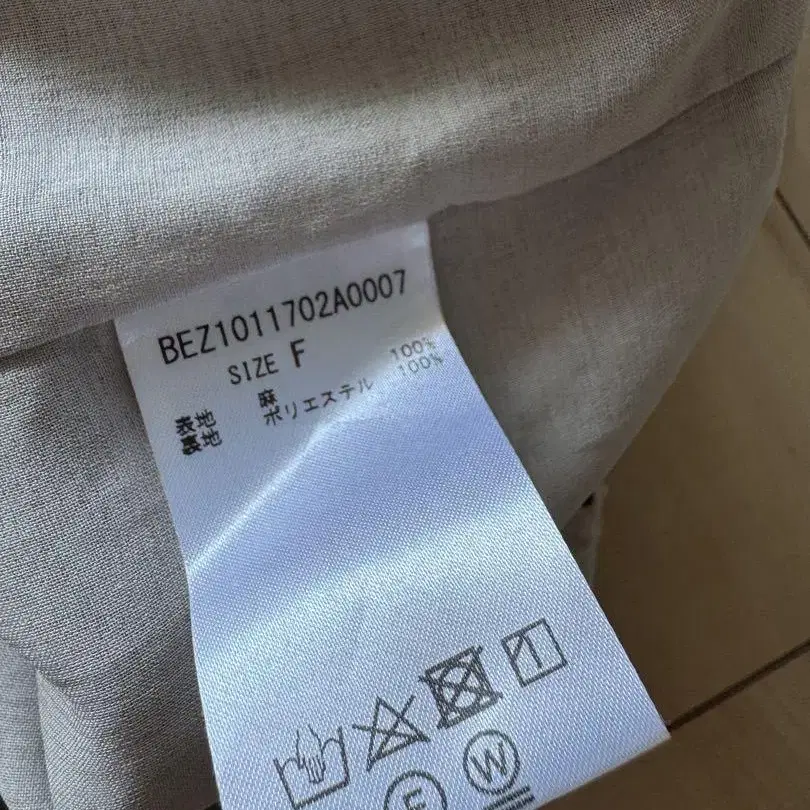 BEZ1011702A0007
SIZE F
表地 麻 100%
裏地 ポリエステル 100%
F
W